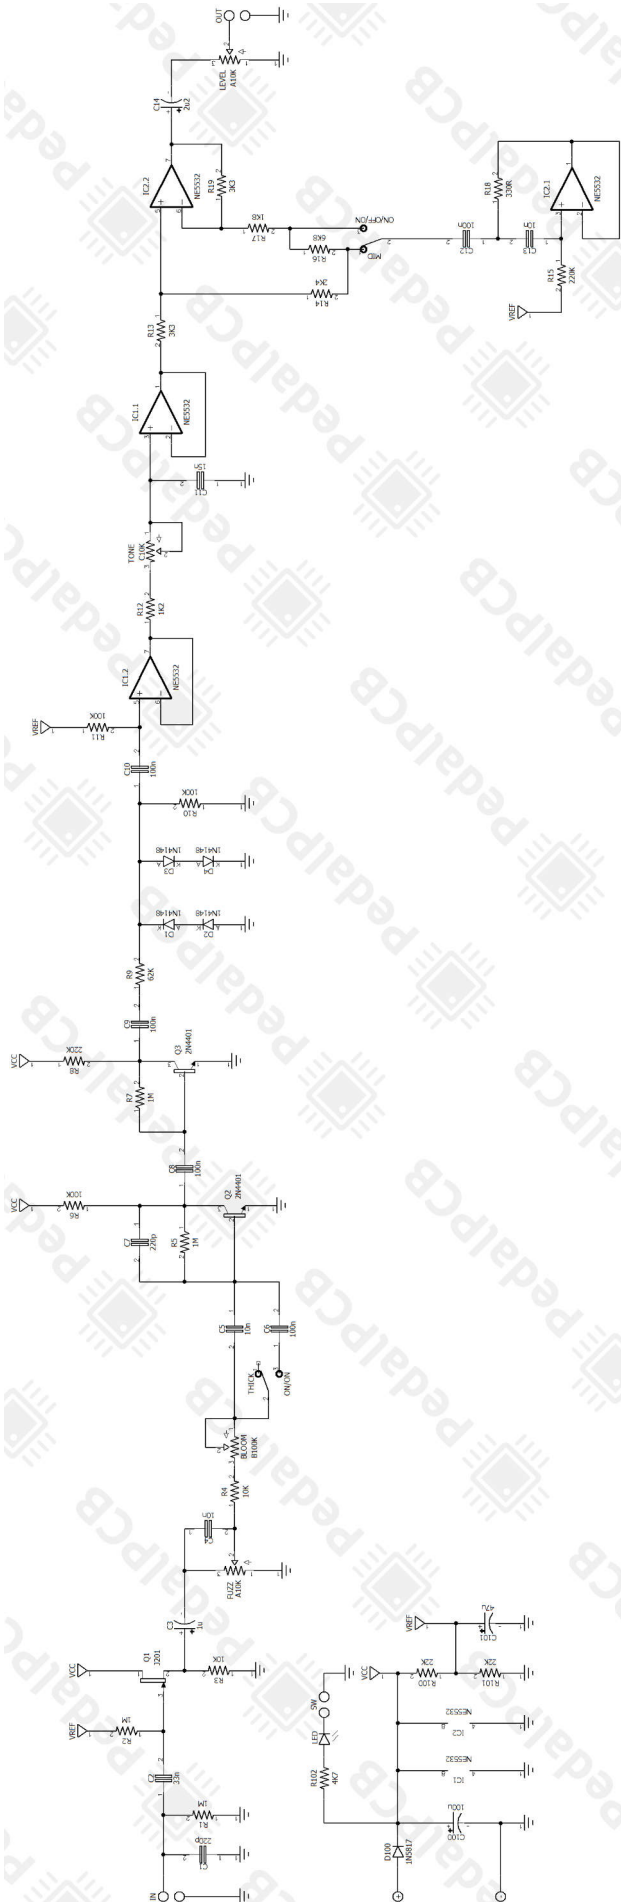 IN
C1
220p
R1
1M
C2
33n
VREF
R2
1M
VCC
Q1
J201
R3
10K
C3
1u
FUZZ
A10K
C4
10n
R4
10K
BLOOM
B100K
THICK
ON/ON
C5
10n
C6
100n
C7
220p
R5
1M
VCC
R6
100K
Q2
2N4401
C8
100n
R7
1M
VCC
R8
220K
Q3
2N4401
C9
100n
R9
62K
D1
1N4148
D2
1N4148
D3
1N4148
D4
1N4148
R10
100K
C10
100n
VREF
R11
100K
IC1.2
NE5532
R12
1K2
TONE
C10K
C11
15n
IC1.1
NE5532
R13
3K3
R14
2K4
R16
6K8
R17
1K8
MID
ON/OFF/ON
IC2.2
NE5532
R19
3K3
C14
2u2
LEVEL
A10K
OUT
C12
100n
R18
330R
C13
10n
R15
220K
VREF
IC2.1
NE5532
D100
1N5817
C100
100u
R102
4K7
LED
SW
IC1
NE5532
IC2
NE5532
VCC
R100
22K
R101
22K
VREF
C101
47u
PedalPCB